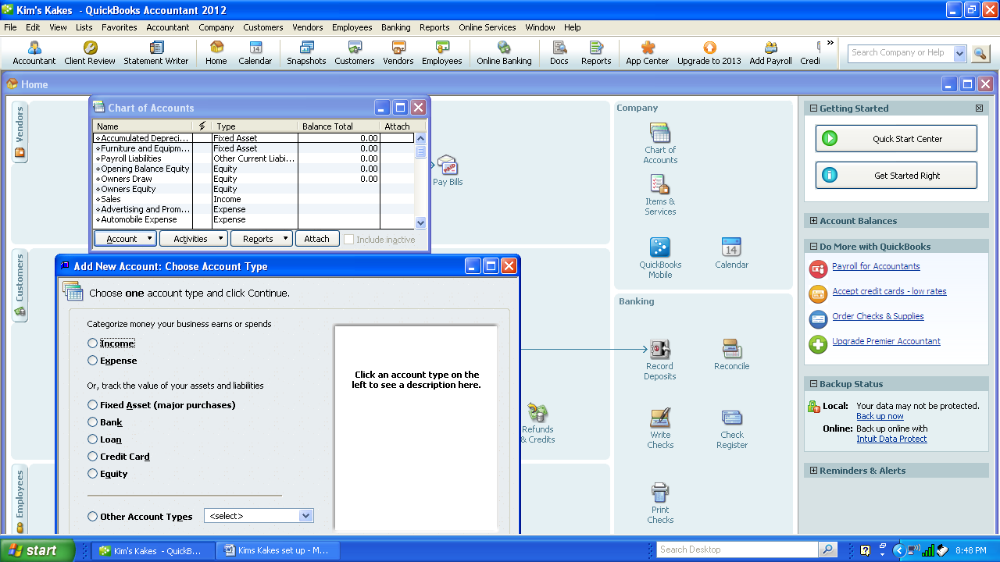 Kim's Kakes - QuickBooks Accountant 2012
File Edit View Lists Favorites Accountant Company Customers Vendors Employees Banking Reports Online Services Window Help
Accountant Client Review Statement Writer Home Calendar Snapshots Customers Vendors Employees Online Banking Docs Reports App Center Upgrade to 2013 Add Payroll Credi »
Search Company or Help
Home
Vendors
Chart of Accounts
Name Type Balance Total Attach
Accumulated Depreci... Fixed Asset 0.00
Furniture and Equipm... Fixed Asset 0.00
Payroll Liabilities Other Current Liabi... 0.00
Opening Balance Equity Equity 0.00
Owners Draw Equity 0.00
Owners Equity Equity
Sales Income
Advertising and Prom... Expense
Automobile Expense Expense
Account Activities Reports Attach Include inactive
PAID
Pay Bills
Customers
Add New Account: Choose Account Type
Choose one account type and click Continue.
Categorize money your business earns or spends
Income
Expense
Or, track the value of your assets and liabilities
Fixed Asset (major purchases)
Bank
Loan
Credit Card
Equity
Other Account Types <select>
Click an account type on the
left to see a description here.
Refunds
& Credits
Employees
Company
Chart of
Accounts
Items &
Services
QuickBooks
Mobile
14
Calendar
Banking
Record
Deposits
Reconcile
Write
Checks
Check
Register
Print
Checks
Getting Started
Quick Start Center
Get Started Right
Account Balances
Do More with QuickBooks
Payroll for Accountants
Accept credit cards - low rates
Order Checks & Supplies
Upgrade Premier Accountant
Backup Status
Local: Your data may not be protected.
Back up now
Online: Back up online with
Intuit Data Protect
Reminders & Alerts
start Kim's Kakes - QuickB... Kims Kakes set up - M... Search Desktop 8:48 PM